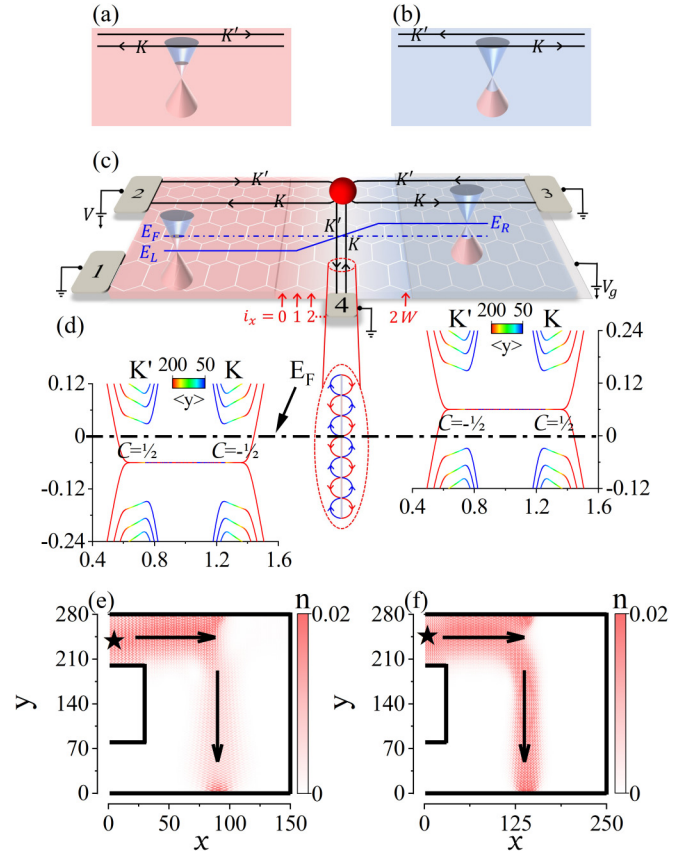 (a) (b)
K' K K' K
(c)
2 K' K' 3
K K
V E_F K' E_R
E_L K
1 V_g
i_x = 0 1 2... 4 2W
(d) K' 200 50 K E_F K' 200 50 K 0.24
<y> <y>
0.12 0.12
0 C=½ C=-½ C=-½ C=½ 0
-0.12 -0.12
-0.24
0.4 0.8 1.2 1.6 0.4 0.8 1.2 1.6
(e) n (f) n
280 0.02 280 0.02
210 210
y 140 y 140
70 70
0 0 0 0
0 50 100 150 0 125 250
x x